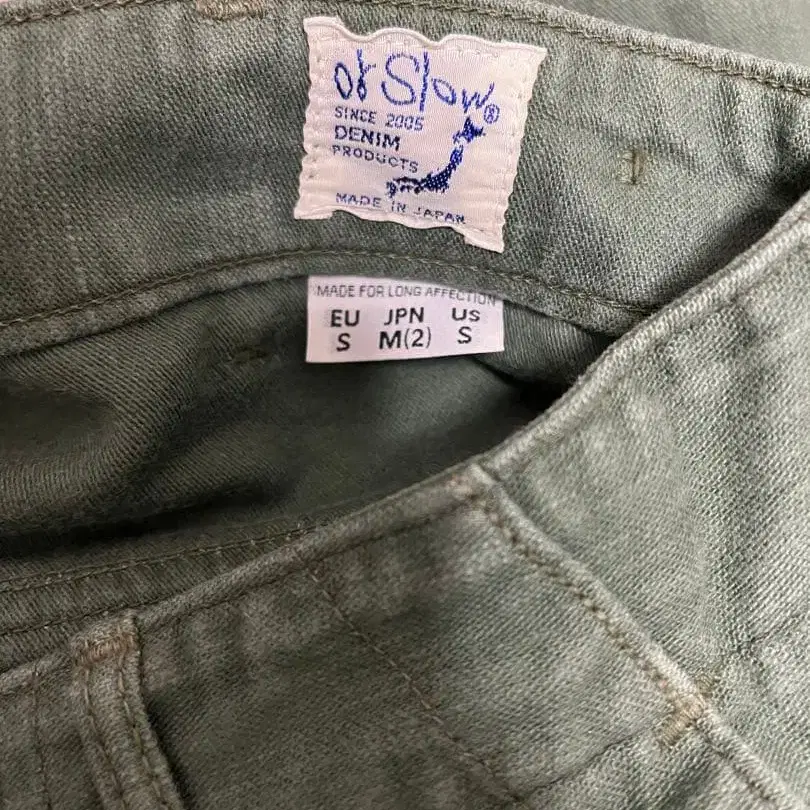 or Slow®
SINCE 2005
DENIM
PRODUCTS
MADE IN JAPAN
MADE FOR LONG AFFECTION
EU JPN US
S M(2) S